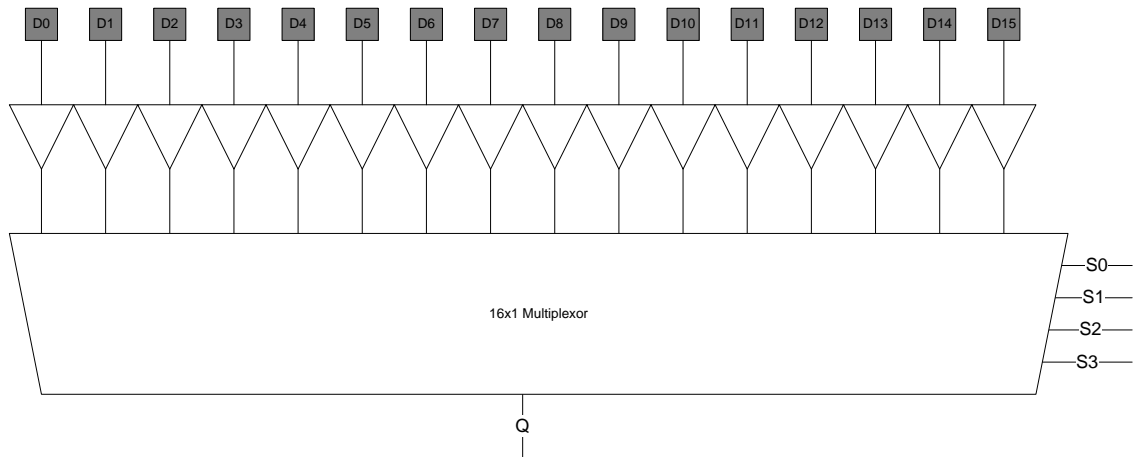 D0 D1 D2 D3 D4 D5 D6 D7 D8 D9 D10 D11 D12 D13 D14 D15
S0
S1
16x1 Multiplexor
S2
S3
Q